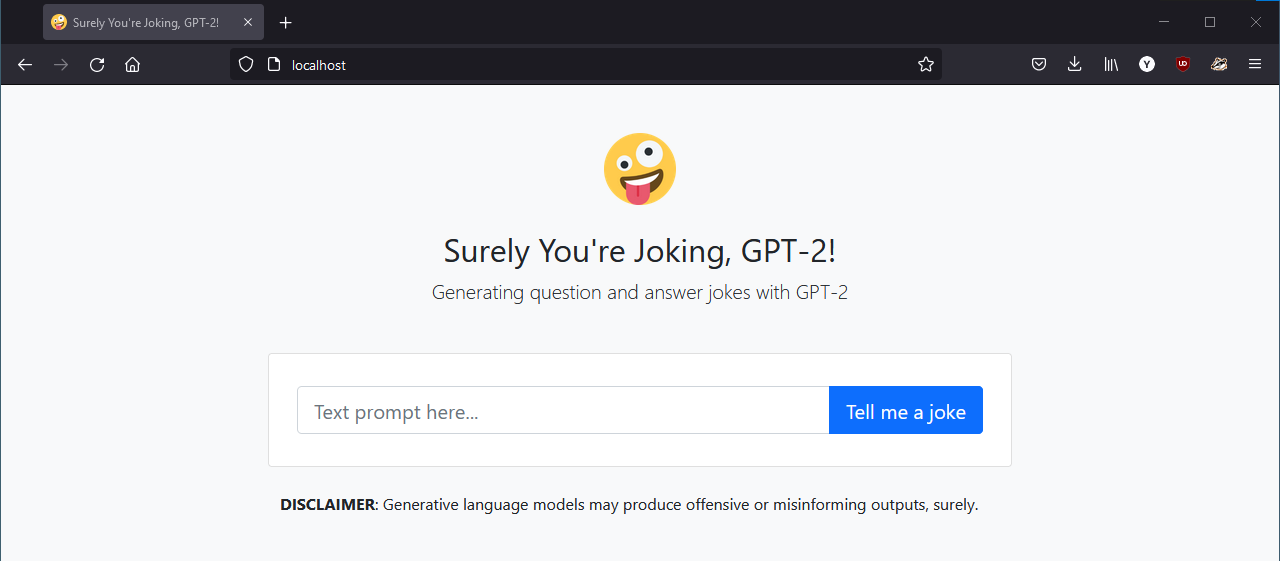 Surely You're Joking, GPT-2!
localhost
Y
UD
Surely You're Joking, GPT-2!
Generating question and answer jokes with GPT-2
Text prompt here...
Tell me a joke
DISCLAIMER: Generative language models may produce offensive or misinforming outputs, surely.